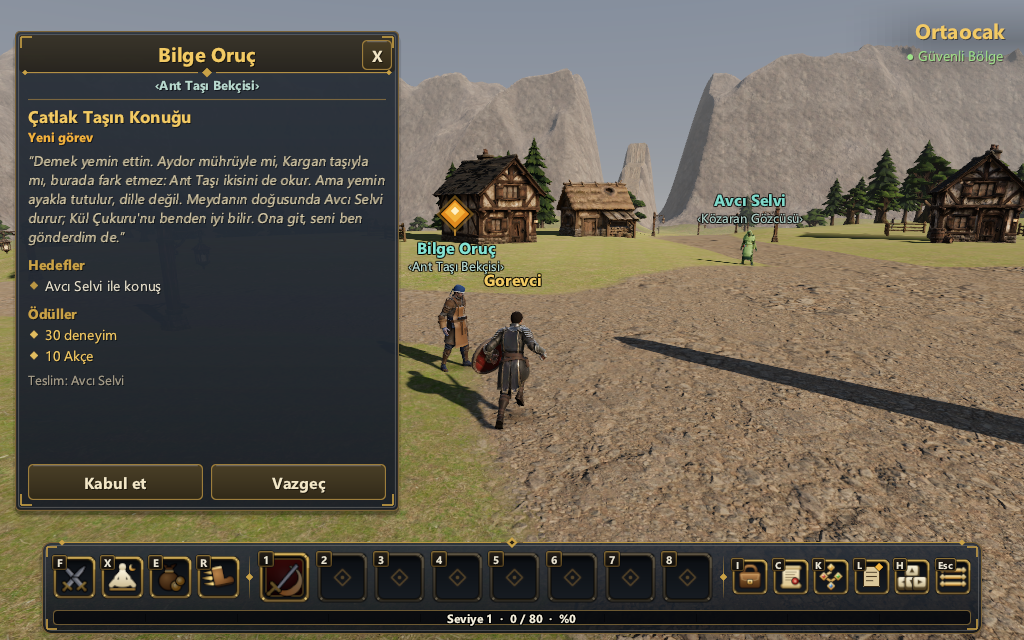 Bilge Oruç
X
‹Ant Taşı Bekçisi›
Çatlak Taşın Konuğu
Yeni görev
"Demek yemin ettin. Aydor mührüyle mi, Kargan taşıyla
mı, burada fark etmez: Ant Taşı ikisini de okur. Ama yemin
ayakla tutulur, dille değil. Meydanın doğusunda Avcı Selvi
durur; Kül Çukuru'nu benden iyi bilir. Ona git, seni ben
gönderdim de."
Hedefler
Avcı Selvi ile konuş
Ödüller
30 deneyim
10 Akçe
Teslim: Avcı Selvi
Kabul et
Vazgeç
Ortaocak
Güvenli Bölge
Avcı Selvi
‹Közaran Gözcüsü›
Bilge Oruç
‹Ant Taşı Bekçisi›
Gorevci
F
X
E
R
1
2
3
4
5
6
7
8
I
C
K
L
H
Esc
Seviye 1 · 0 / 80 · %0